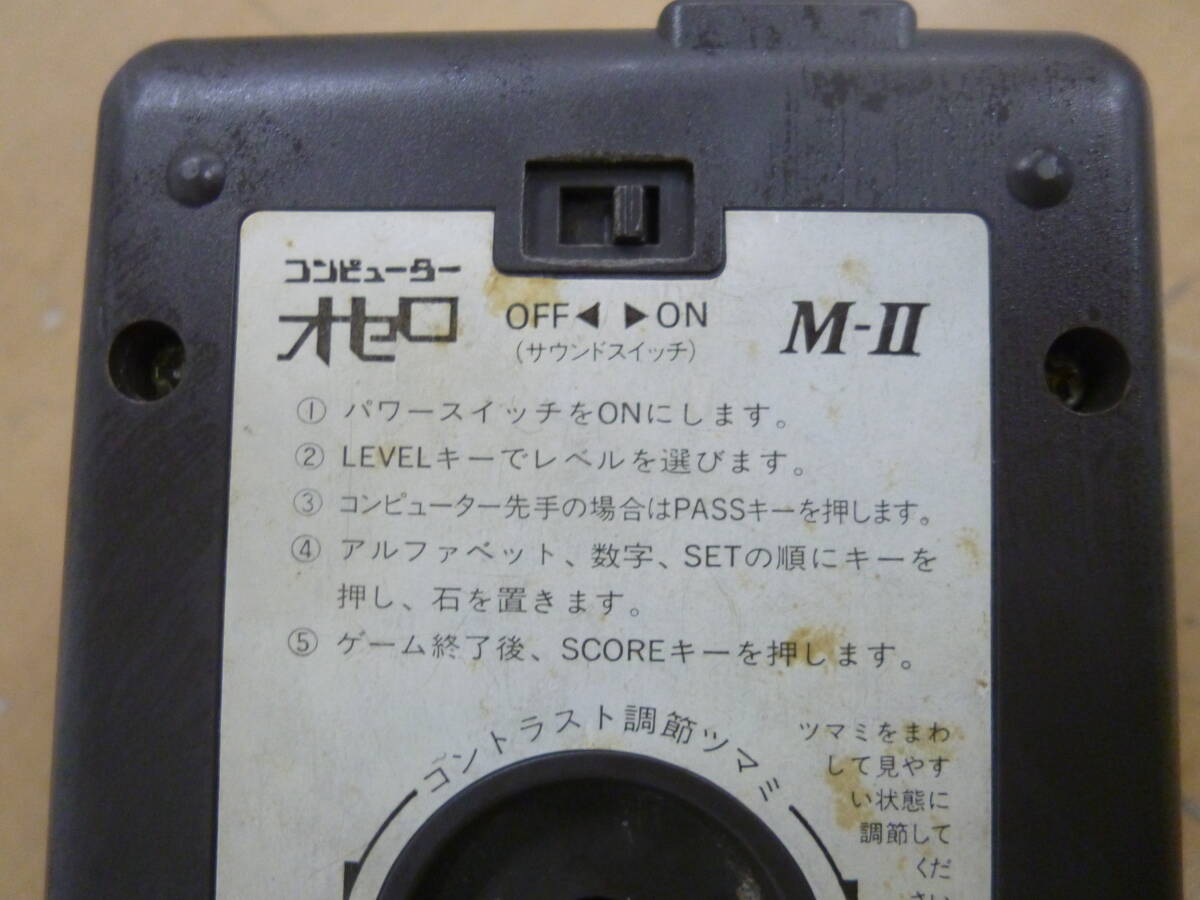 コンピューター
オセロ
OFF◀ ▶ON
(サウンドスイッチ)
M-II
① パワースイッチをONにします。
② LEVELキーでレベルを選びます。
③ コンピューター先手の場合はPASSキーを押します。
④ アルファベット、数字、SETの順にキーを
押し、石を置きます。
⑤ ゲーム終了後、SCOREキーを押します。
コントラスト調節ツマミ
ツマミをまわ
して見やす
い状態に
調節して
くだ
さい